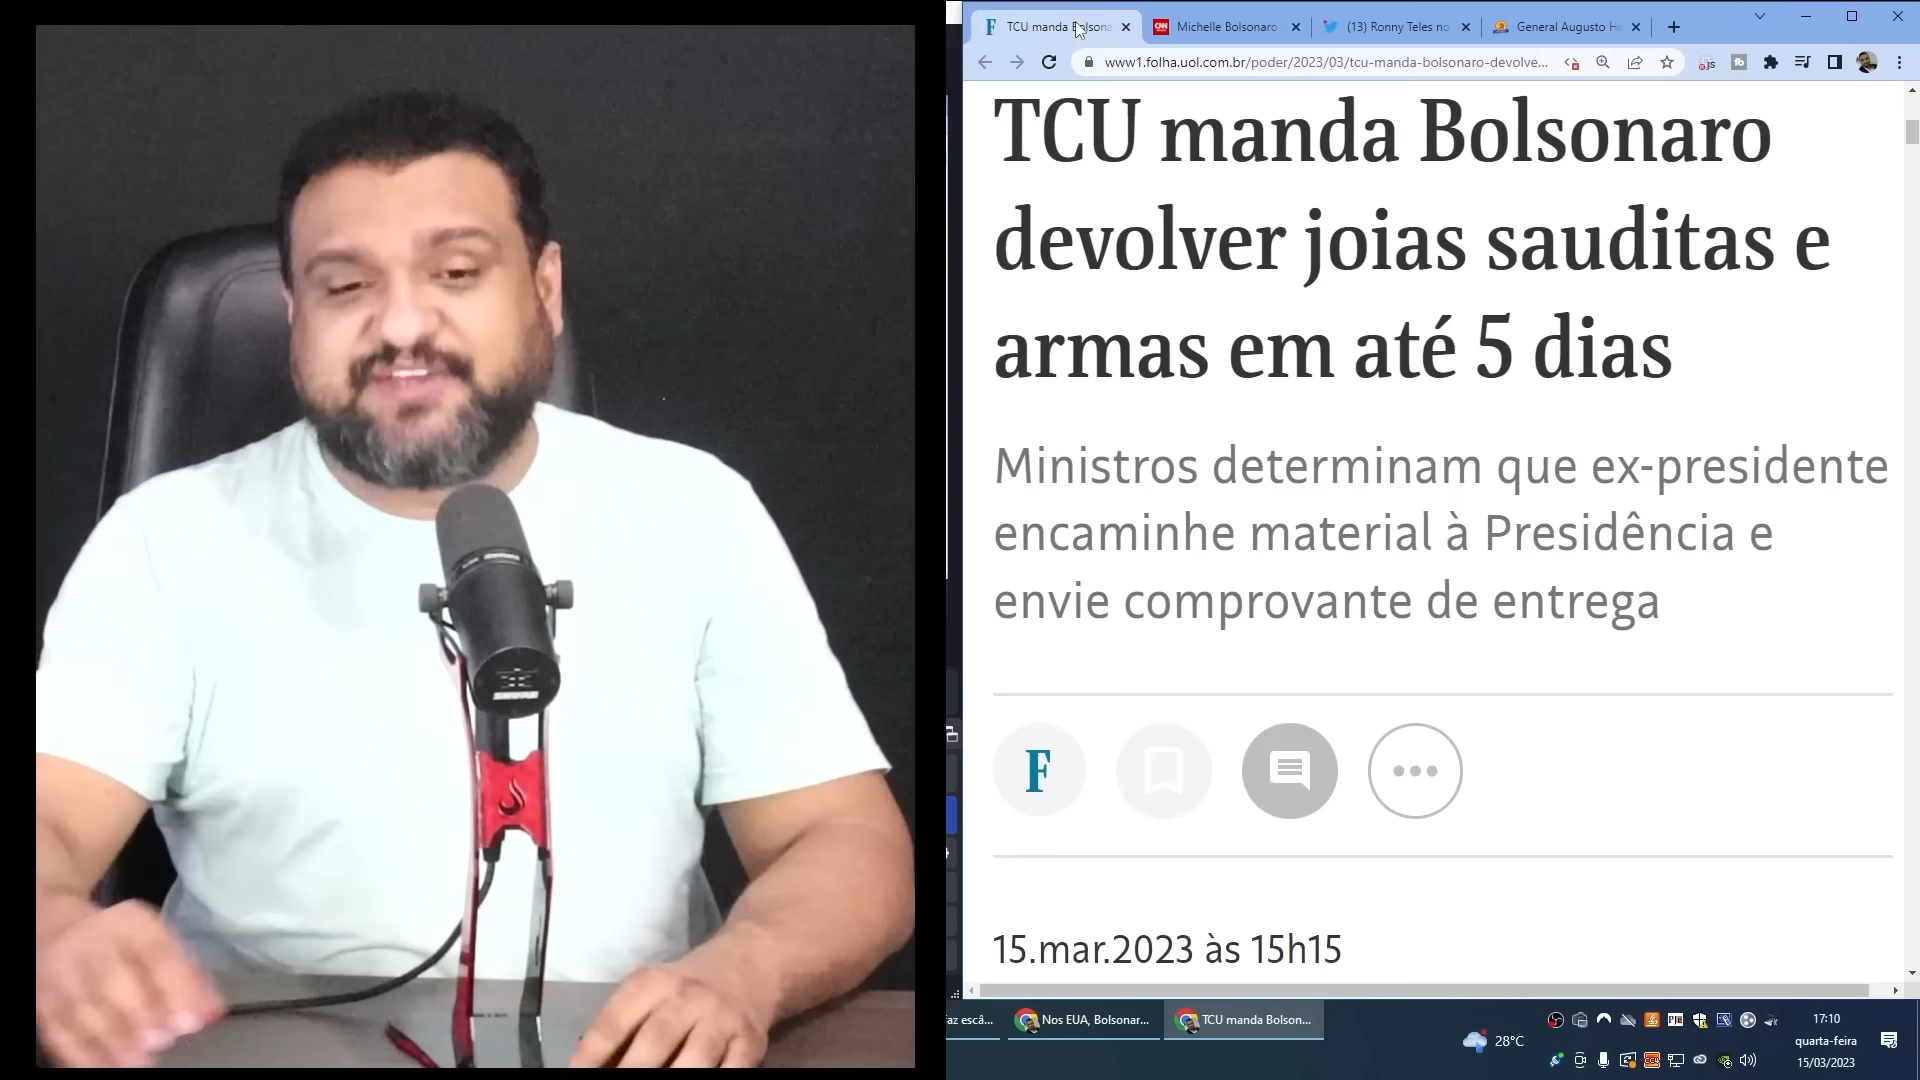 TCU manda Bolsona
Michelle Bolsonaro
(13) Ronny Teles no
General Augusto He
www1.folha.uol.com.br/poder/2023/03/tcu-manda-bolsonaro-devolve...
TCU manda Bolsonaro
devolver joias sauditas e
armas em até 5 dias
Ministros determinam que ex-presidente
encaminhe material à Presidência e
envie comprovante de entrega
F
15.mar.2023 às 15h15
az escâ...
Nos EUA, Bolsonar...
TCU manda Bolson...
28°C
17:10
quarta-feira
15/03/2023